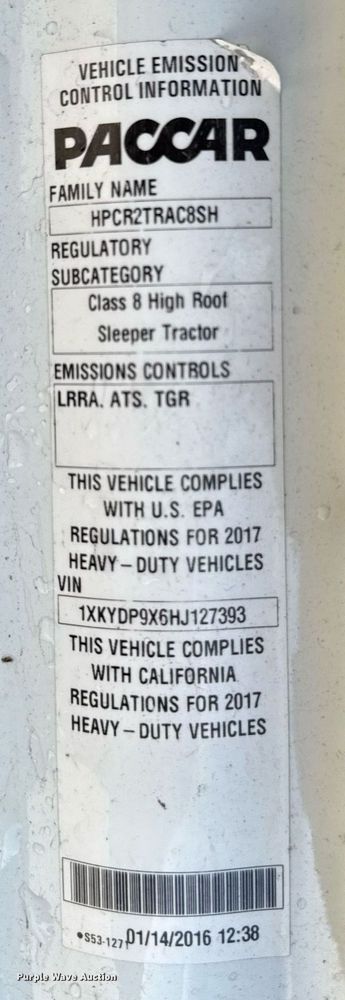 VEHICLE EMISSION
CONTROL INFORMATION
PACCAR
FAMILY NAME
HPCR2TRAC8SH
REGULATORY
SUBCATEGORY
Class 8 High Roof
Sleeper Tractor
EMISSIONS CONTROLS
LRRA. ATS. TGR
THIS VEHICLE COMPLIES
WITH U.S. EPA
REGULATIONS FOR 2017
HEAVY-DUTY VEHICLES
VIN
1XKYDP9X6HJ127393
THIS VEHICLE COMPLIES
WITH CALIFORNIA
REGULATIONS FOR 2017
HEAVY-DUTY VEHICLES
•S53-1271 01/14/2016 12:38
Purple Wave Auction